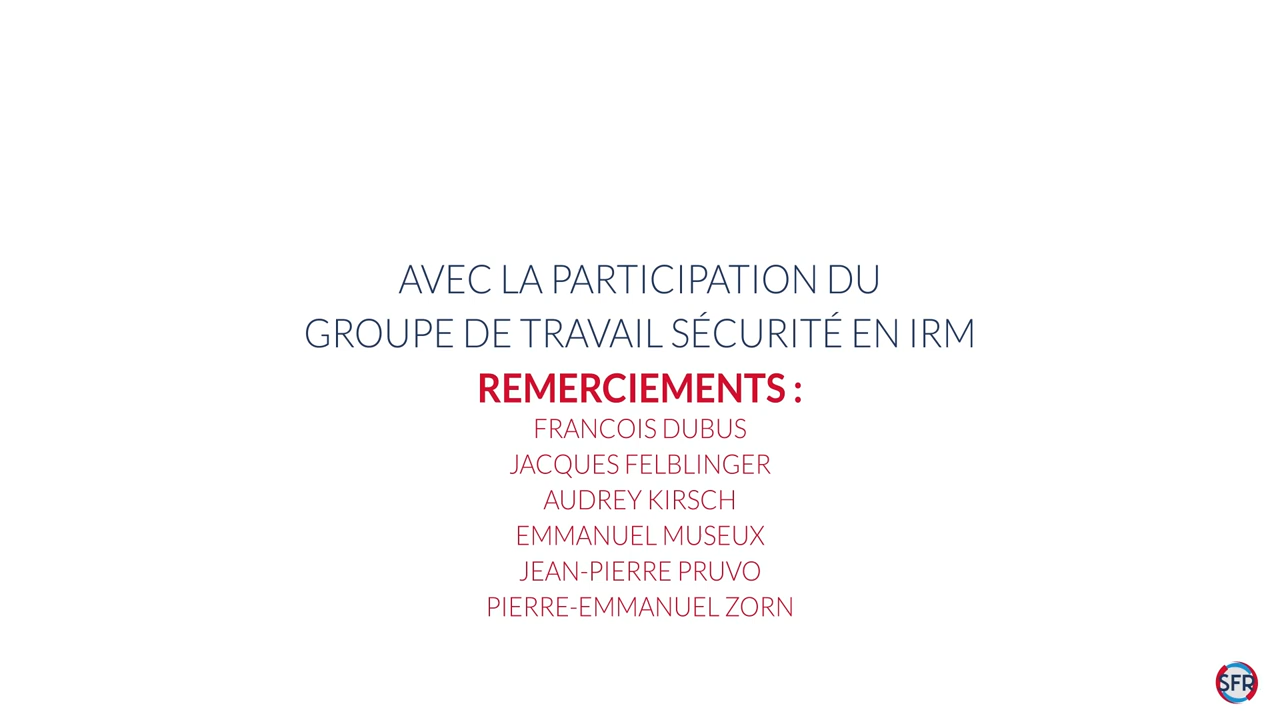 AVEC LA PARTICIPATION DU
GROUPE DE TRAVAIL SÉCURITÉ EN IRM
REMERCIEMENTS :
FRANCOIS DUBUS
JACQUES FELBLINGER
AUDREY KIRSCH
EMMANUEL MUSEUX
JEAN-PIERRE PRUVO
PIERRE-EMMANUEL ZORN
SFR